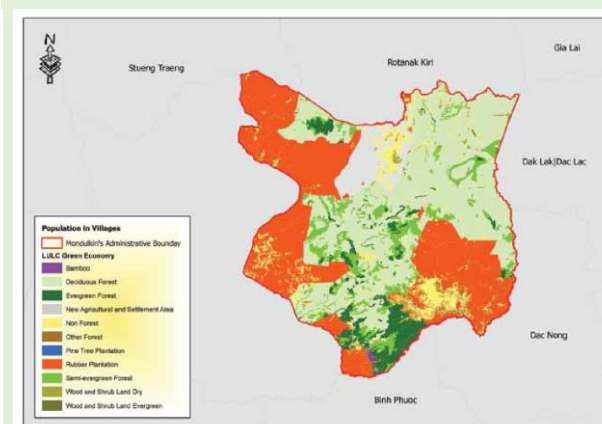 N
Stueng Traeng
Rotanak Kiri
Gia Lai
Dak Lak|Dac Lac
Dac Nong
Binh Phuoc
Population in Villages
Mondulkiri's Administrative Boundary
LULC Green Economy
Bamboo
Deciduous Forest
Evergreen Forest
New Agricultural and Settlement Area
Non Forest
Other Forest
Pine Tree Plantation
Rubber Plantation
Semi-evergreen Forest
Wood and Shrub Land Dry
Wood and Shrub Land Evergreen